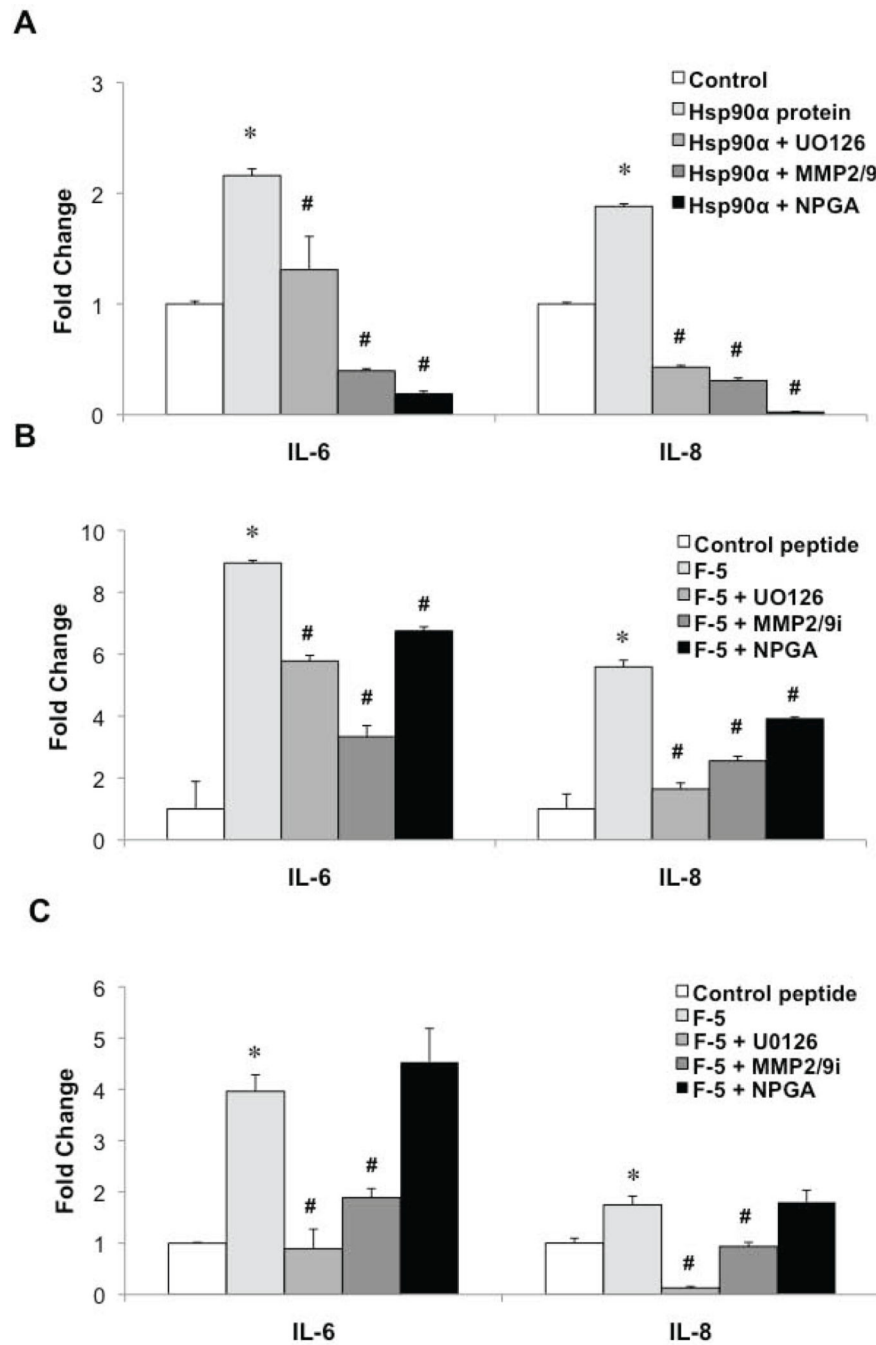 A
3
2
1
0
Fold Change
*
#
#
#
*
#
#
#
Control
Hsp90α protein
Hsp90α + UO126
Hsp90α + MMP2/9
Hsp90α + NPGA
IL-6
IL-8
B
10
8
6
4
2
0
Fold Change
*
#
#
#
*
#
#
#
Control peptide
F-5
F-5 + UO126
F-5 + MMP2/9i
F-5 + NPGA
IL-6
IL-8
C
6
5
4
3
2
1
0
Fold Change
*
#
#
*
#
#
Control peptide
F-5
F-5 + U0126
F-5 + MMP2/9i
F-5 + NPGA
IL-6
IL-8